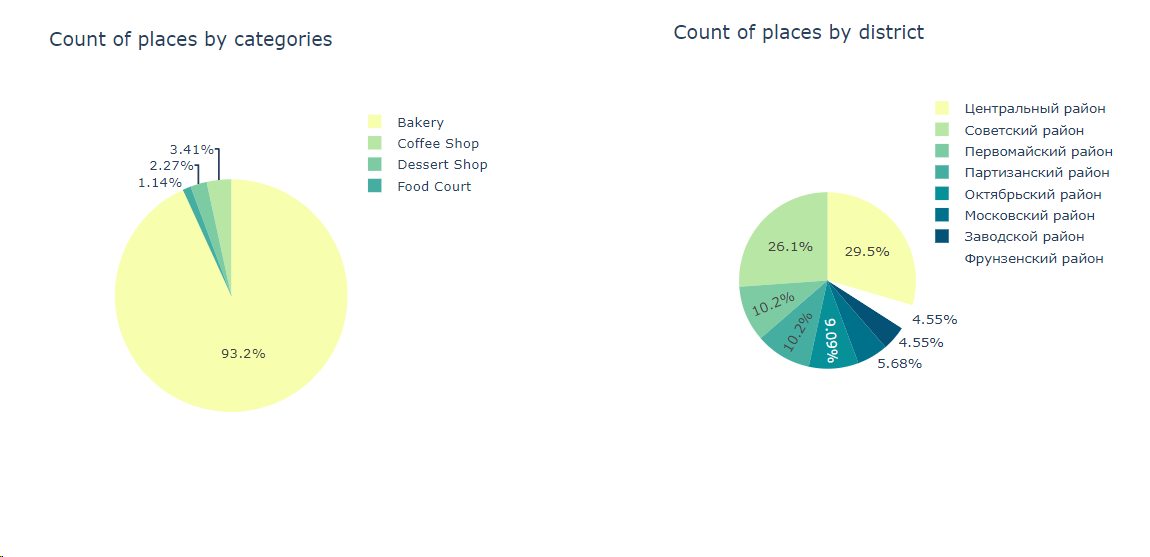 Count of places by categories
Bakery
Coffee Shop
Dessert Shop
Food Court
3.41%
2.27%
1.14%
93.2%
Count of places by district
Центральный район
Советский район
Первомайский район
Партизанский район
Октябрьский район
Московский район
Заводской район
Фрунзенский район
26.1%
29.5%
10.2%
10.2%
9.09%
4.55%
4.55%
5.68%